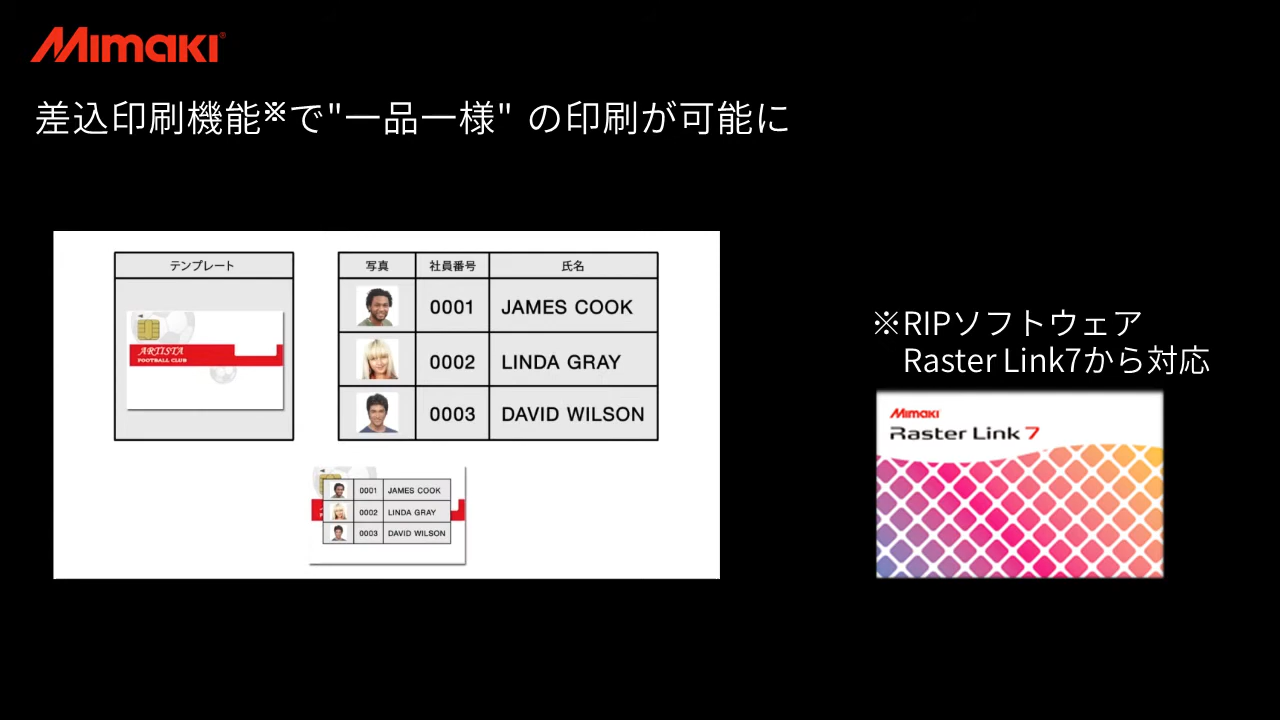 Mimaki®
差込印刷機能※で"一品一様" の印刷が可能に
テンプレート
ARTISTA
FOOTBALL CLUB
写真 社員番号 氏名
0001 JAMES COOK
0002 LINDA GRAY
0003 DAVID WILSON
0001 JAMES COOK
0002 LINDA GRAY
0003 DAVID WILSON
※RIPソフトウェア
Raster Link7から対応
Mimaki
Raster Link 7